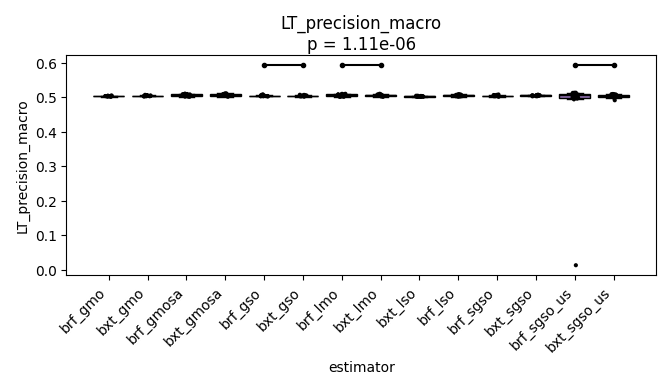 LT_precision_macro
p = 1.11e-06
LT_precision_macro
0.6
0.5
0.4
0.3
0.2
0.1
0.0
brf_gmo
bxt_gmo
brf_gmosa
bxt_gmosa
brf_gso
bxt_gso
brf_lmo
bxt_lmo
bxt_lso
brf_lso
brf_sgso
bxt_sgso
brf_sgso_us
bxt_sgso_us
estimator